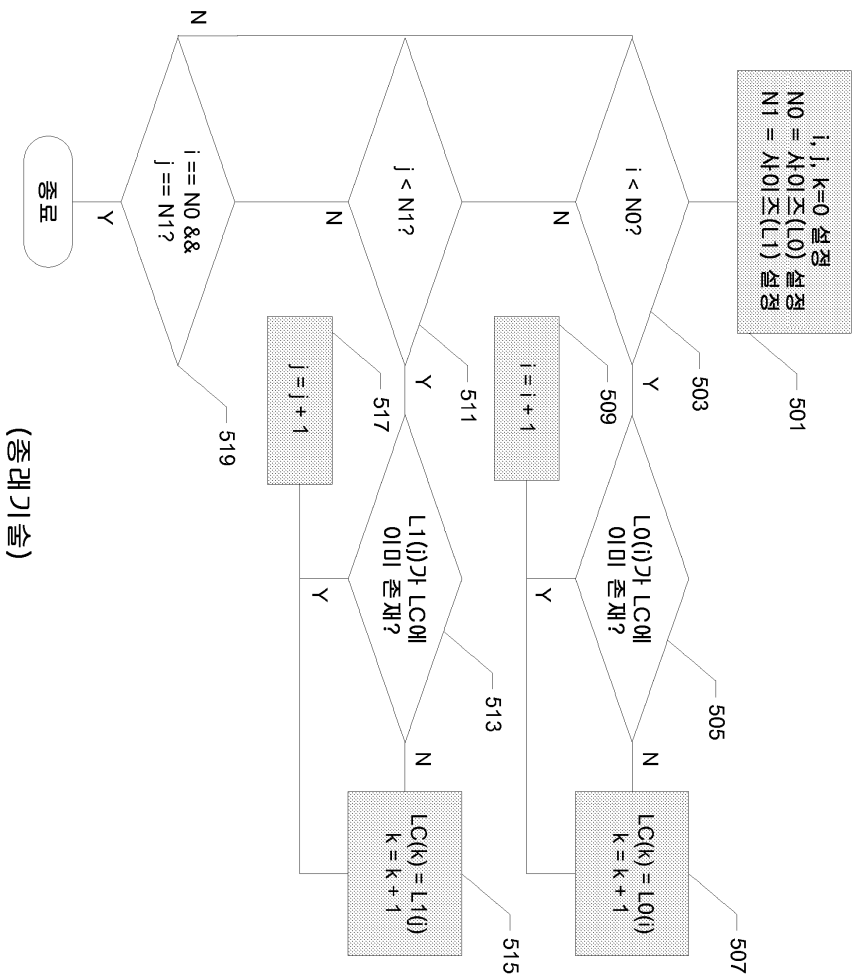 i, j, k=0 설정
N0 = 사이즈(L0) 설정
N1 = 사이즈(L1) 설정
501
i < N0?
503
Y
N
L0(i)가 LC에
이미 존재?
505
N
Y
LC(k) = L0(i)
k = k + 1
507
i = i + 1
509
j < N1?
511
Y
N
L1(j)가 LC에
이미 존재?
513
N
Y
LC(k) = L1(j)
k = k + 1
515
j = j + 1
517
i == N0 &&
j == N1?
519
N
Y
종료
(종래기술)